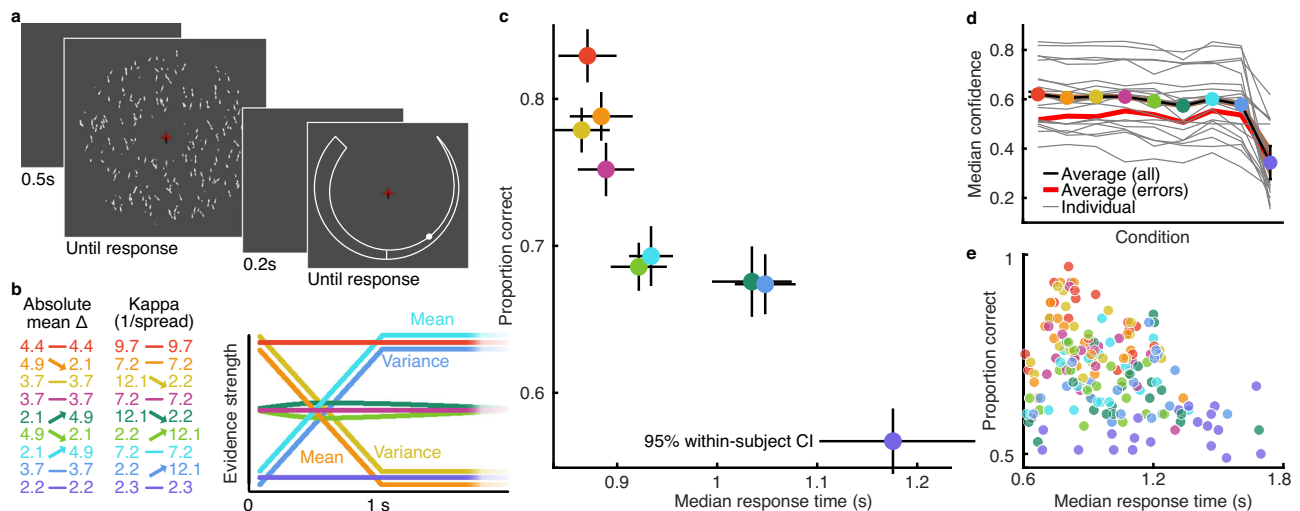 a
0.5s
Until response
0.2s
Until response
b
Absolute mean Δ
Kappa (1/spread)
4.4 4.4 9.7 9.7
4.9 2.1 7.2 7.2
3.7 3.7 12.1 2.2
3.7 3.7 7.2 7.2
2.1 4.9 12.1 2.2
4.9 2.1 2.2 12.1
2.1 4.9 7.2 7.2
3.7 3.7 2.2 12.1
2.2 2.2 2.3 2.3
Evidence strength
Mean
Variance
Mean
Variance
0
1 s
c
Proportion correct
0.8
0.7
0.6
95% within-subject CI
0.9 1 1.1 1.2
Median response time (s)
d
Median confidence
0.8
0.6
0.4
0.2
Average (all)
Average (errors)
Individual
Condition
e
Proportion correct
1
0.5
0.6 1.2 1.8
Median response time (s)